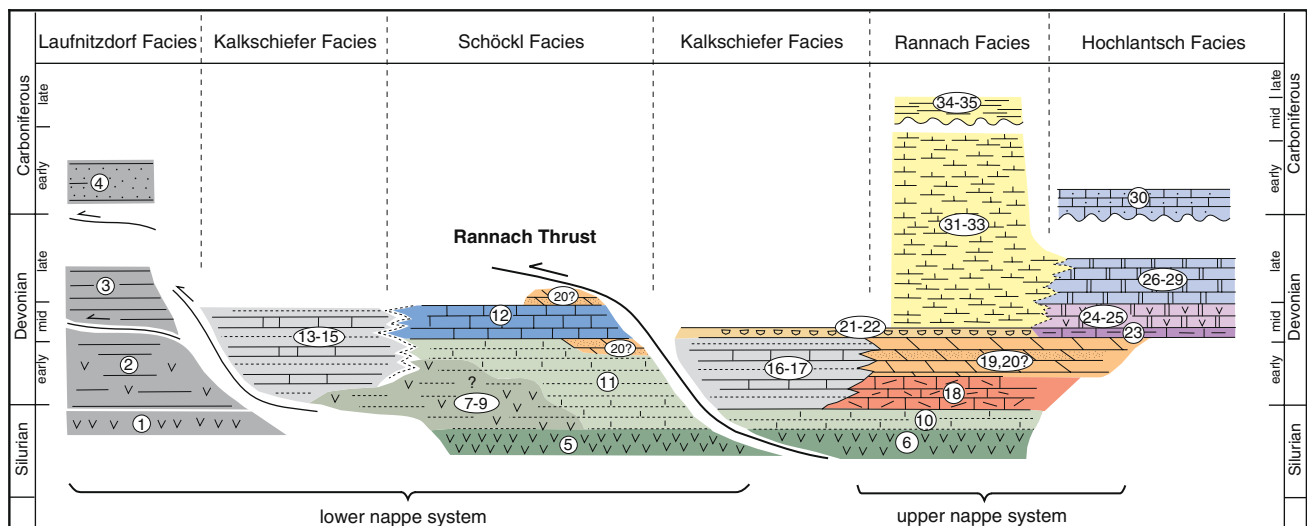 Laufnitzdorf Facies
Kalkschiefer Facies
Schöckl Facies
Kalkschiefer Facies
Rannach Facies
Hochlantsch Facies
Carboniferous
late
early
Devonian
late
mid
early
Silurian
4
3
2
1
13-15
Rannach Thrust
20?
12
20?
11
?
7-9
5
34-35
31-33
30
26-29
24-25
23
21-22
19,20?
16-17
18
10
6
late
mid
early
Carboniferous
late
mid
early
Devonian
Silurian
lower nappe system
upper nappe system